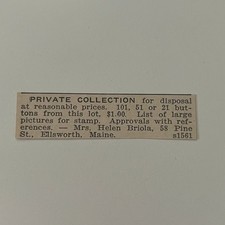 PRIVATE COLLECTION for disposal
at reasonable prices. 101, 51 or 21 but-
tons from this lot, $1.00. List of large
pictures for stamp. Approvals with ref-
erences. — Mrs. Helen Briola, 58 Pine
St., Ellsworth, Maine. s1561